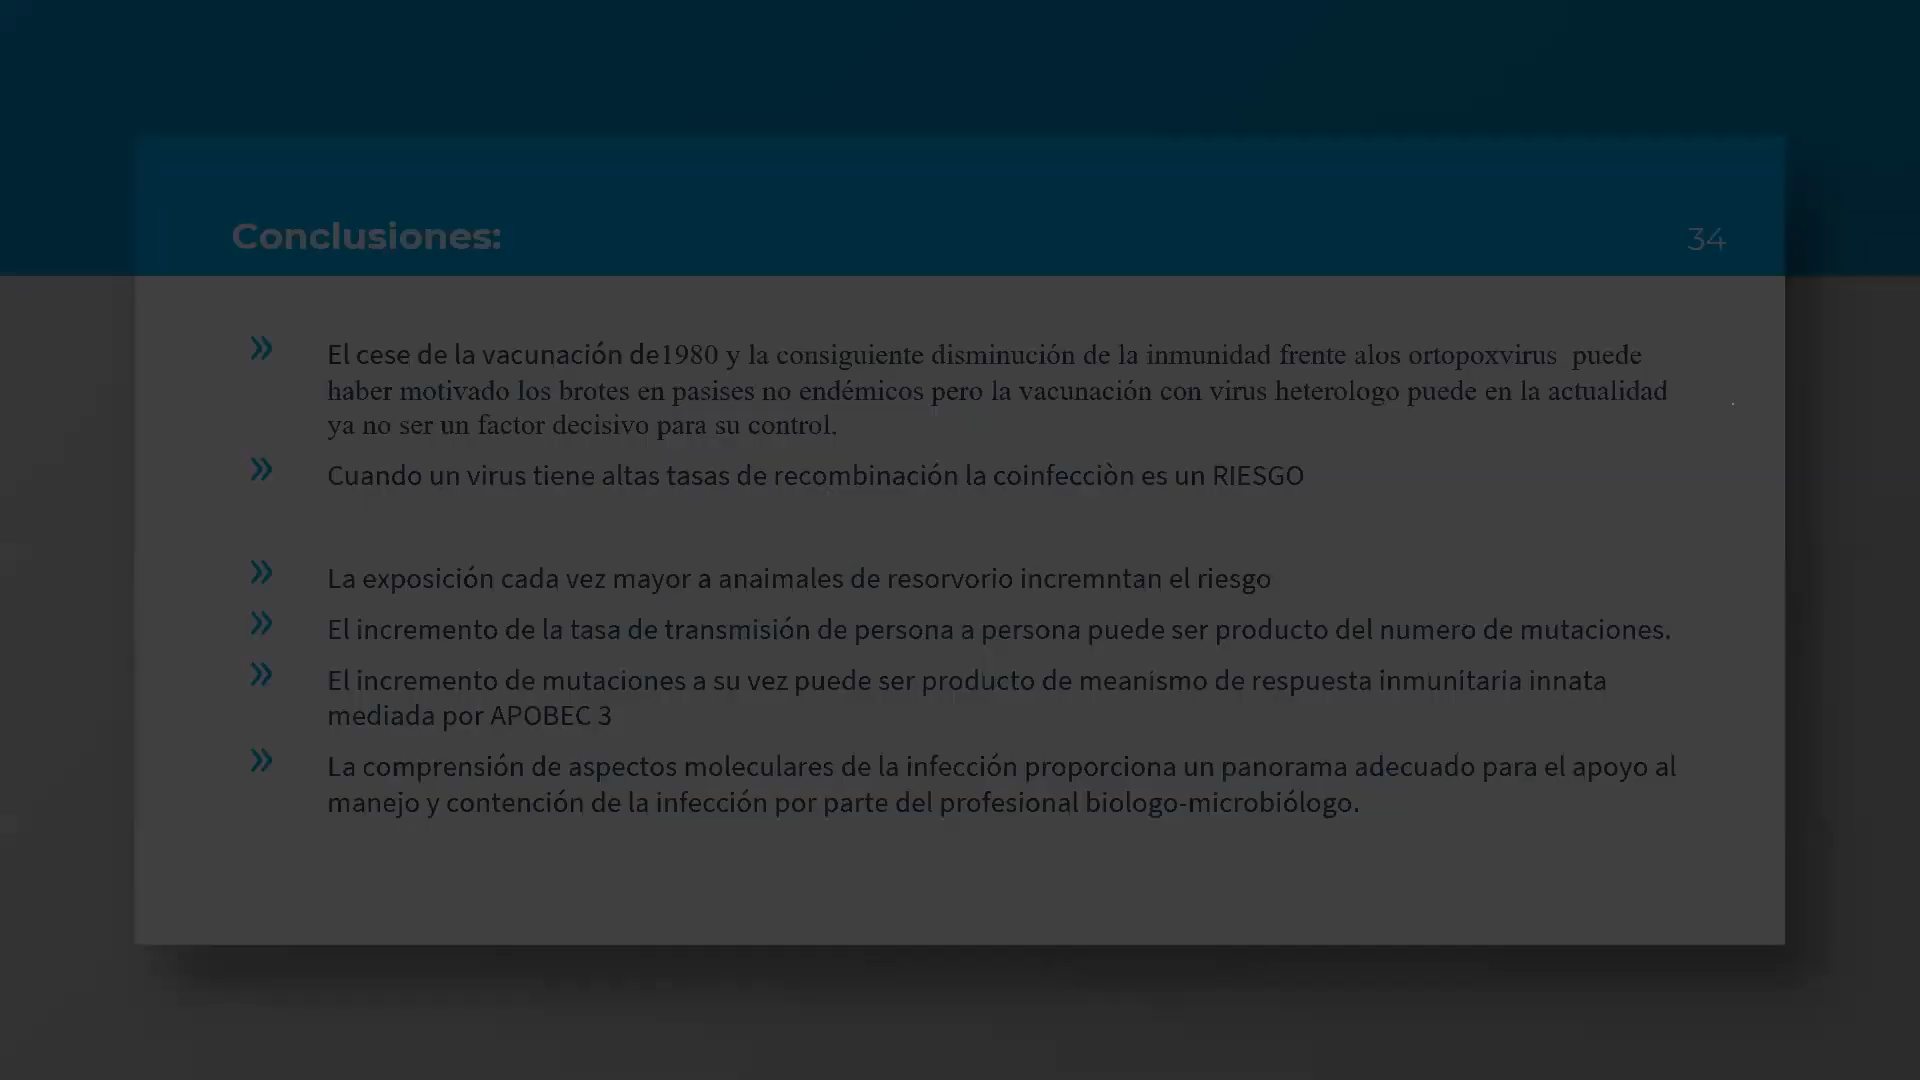 Conclusiones:
34
» El cese de la vacunación de1980 y la consiguiente disminución de la inmunidad frente alos ortopoxvirus puede
haber motivado los brotes en pasises no endémicos pero la vacunación con virus heterologo puede en la actualidad
ya no ser un factor decisivo para su control.
» Cuando un virus tiene altas tasas de recombinación la coinfecciòn es un RIESGO
» La exposición cada vez mayor a anaimales de resorvorio incremntan el riesgo
» El incremento de la tasa de transmisión de persona a persona puede ser producto del numero de mutaciones.
» El incremento de mutaciones a su vez puede ser producto de meanismo de respuesta inmunitaria innata
mediada por APOBEC 3
» La comprensión de aspectos moleculares de la infección proporciona un panorama adecuado para el apoyo al
manejo y contención de la infección por parte del profesional biologo-microbiólogo.